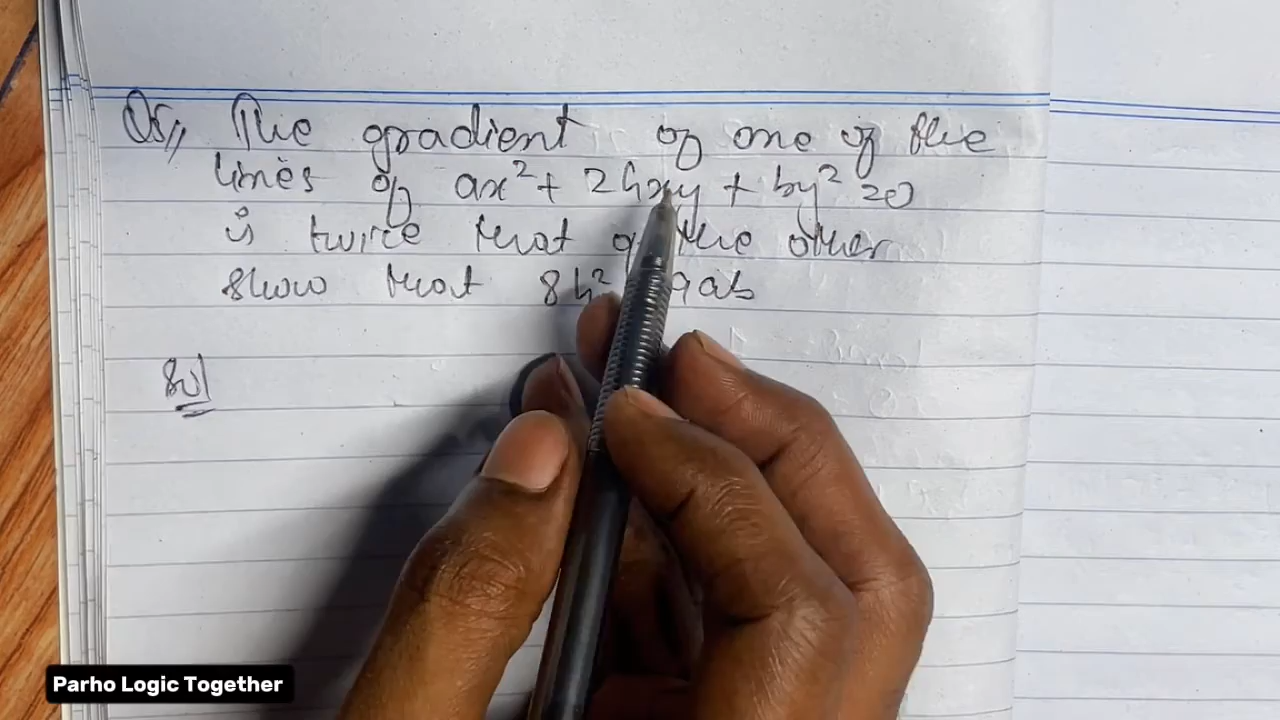 Q5,, The gradient of one of the
lines of ax² + 2hxy + by² = 0
is twice that of the other
show that 8h² 9ab
Sol
Parho Logic Together